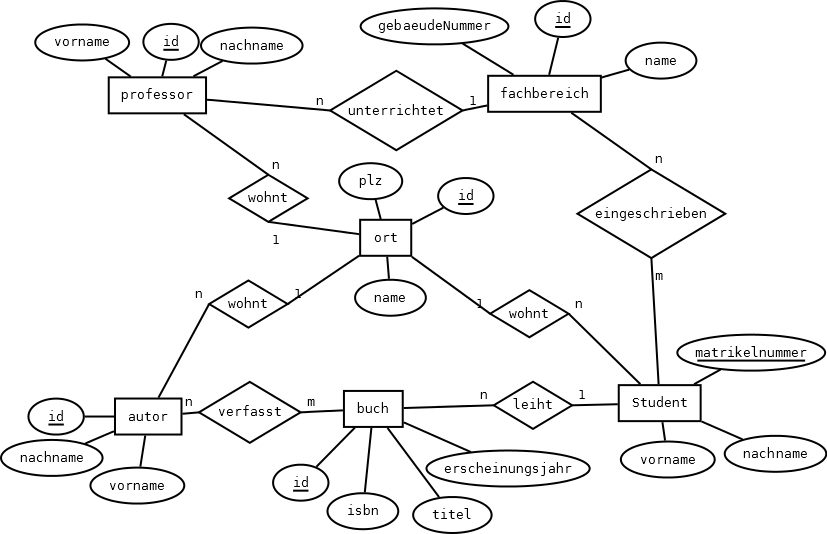 vorname
id
nachname
professor
gebaeudeNummer
id
name
fachbereich
n
unterrichtet
1
n
wohnt
1
n
eingeschrieben
m
plz
id
ort
name
n
wohnt
1
1
wohnt
n
matrikelnummer
id
nachname
vorname
autor
n
verfasst
m
buch
n
leiht
1
Student
vorname
nachname
id
isbn
titel
erscheinungsjahr